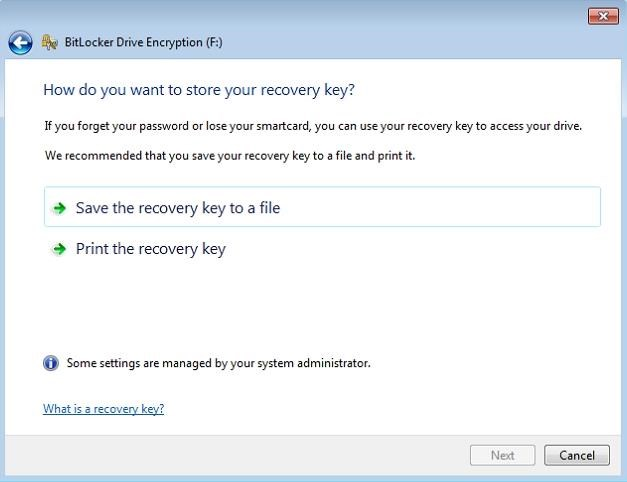 BitLocker Drive Encryption (F:)
How do you want to store your recovery key?
If you forget your password or lose your smartcard, you can use your recovery key to access your drive.
We recommended that you save your recovery key to a file and print it.
Save the recovery key to a file
Print the recovery key
Some settings are managed by your system administrator.
What is a recovery key?
Next
Cancel